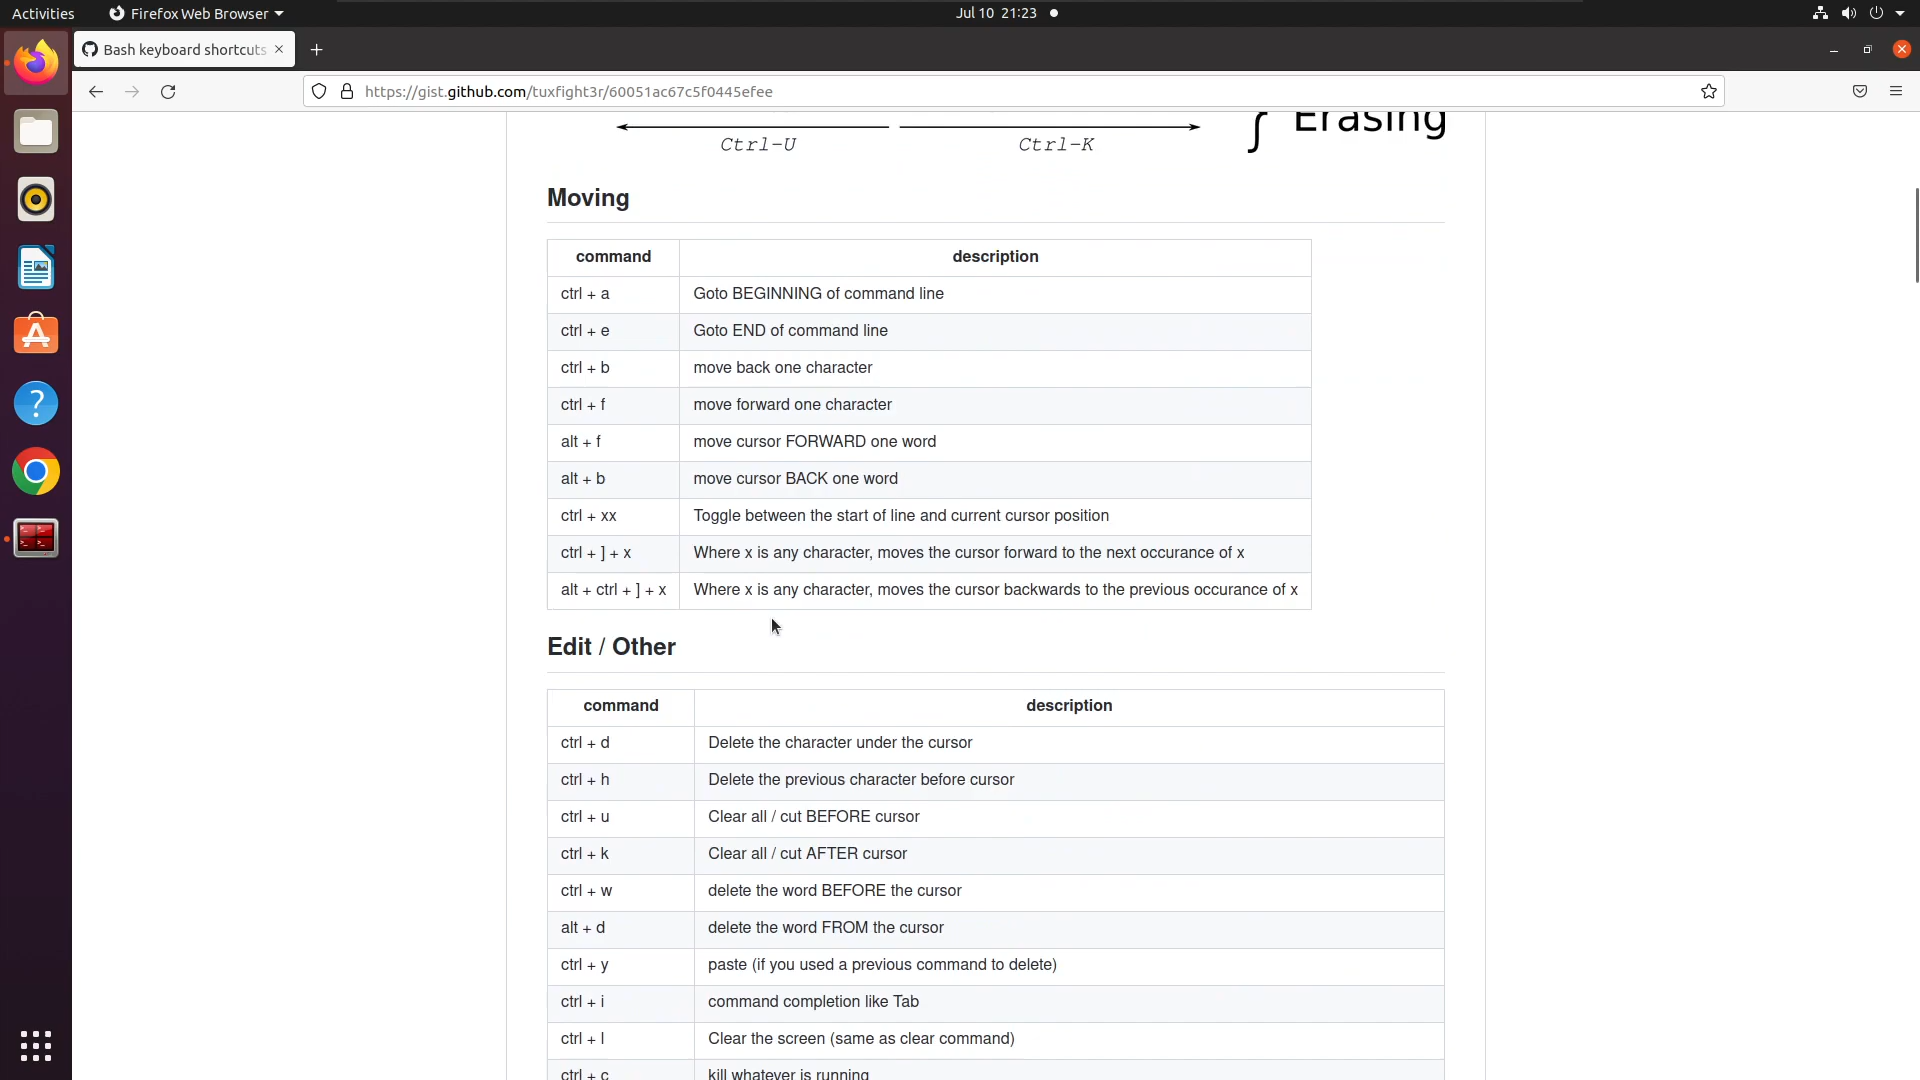 Activities
Firefox Web Browser
Jul 10 21:23
Bash keyboard shortcuts
https://gist.github.com/tuxfight3r/60051ac67c5f0445efee
Erasing
Ctrl-U
Ctrl-K
Moving
command description
ctrl + a Goto BEGINNING of command line
ctrl + e Goto END of command line
ctrl + b move back one character
ctrl + f move forward one character
alt + f move cursor FORWARD one word
alt + b move cursor BACK one word
ctrl + xx Toggle between the start of line and current cursor position
ctrl + ] + x Where x is any character, moves the cursor forward to the next occurance of x
alt + ctrl + ] + x Where x is any character, moves the cursor backwards to the previous occurance of x
Edit / Other
command description
ctrl + d Delete the character under the cursor
ctrl + h Delete the previous character before cursor
ctrl + u Clear all / cut BEFORE cursor
ctrl + k Clear all / cut AFTER cursor
ctrl + w delete the word BEFORE the cursor
alt + d delete the word FROM the cursor
ctrl + y paste (if you used a previous command to delete)
ctrl + i command completion like Tab
ctrl + l Clear the screen (same as clear command)
ctrl + c kill whatever is running